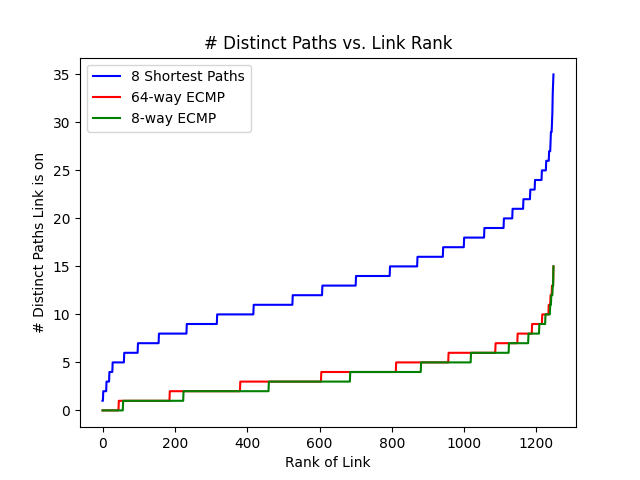 # Distinct Paths vs. Link Rank
8 Shortest Paths
64-way ECMP
8-way ECMP
# Distinct Paths Link is on
35
30
25
20
15
10
5
0
0 200 400 600 800 1000 1200
Rank of Link